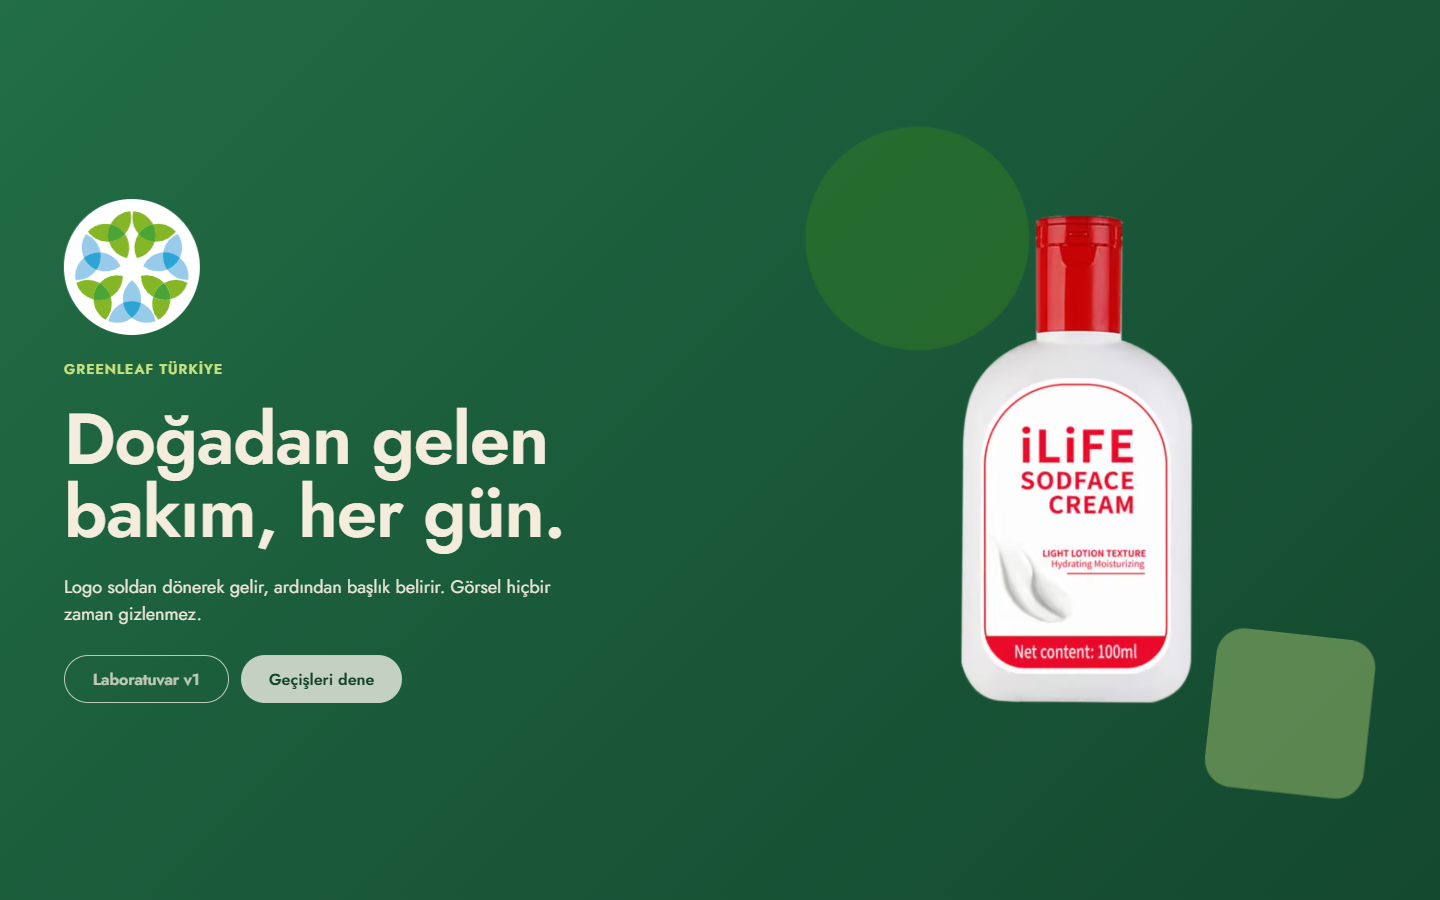 GREENLEAF TÜRKİYE
Doğadan gelen
bakım, her gün.
Logo soldan dönerek gelir, ardından başlık belirir. Görsel hiçbir
zaman gizlenmez.
Laboratuvar v1
Geçişleri dene
iLiFE
SODFACE
CREAM
LIGHT LOTION TEXTURE
Hydrating Moisturizing
Net content: 100ml